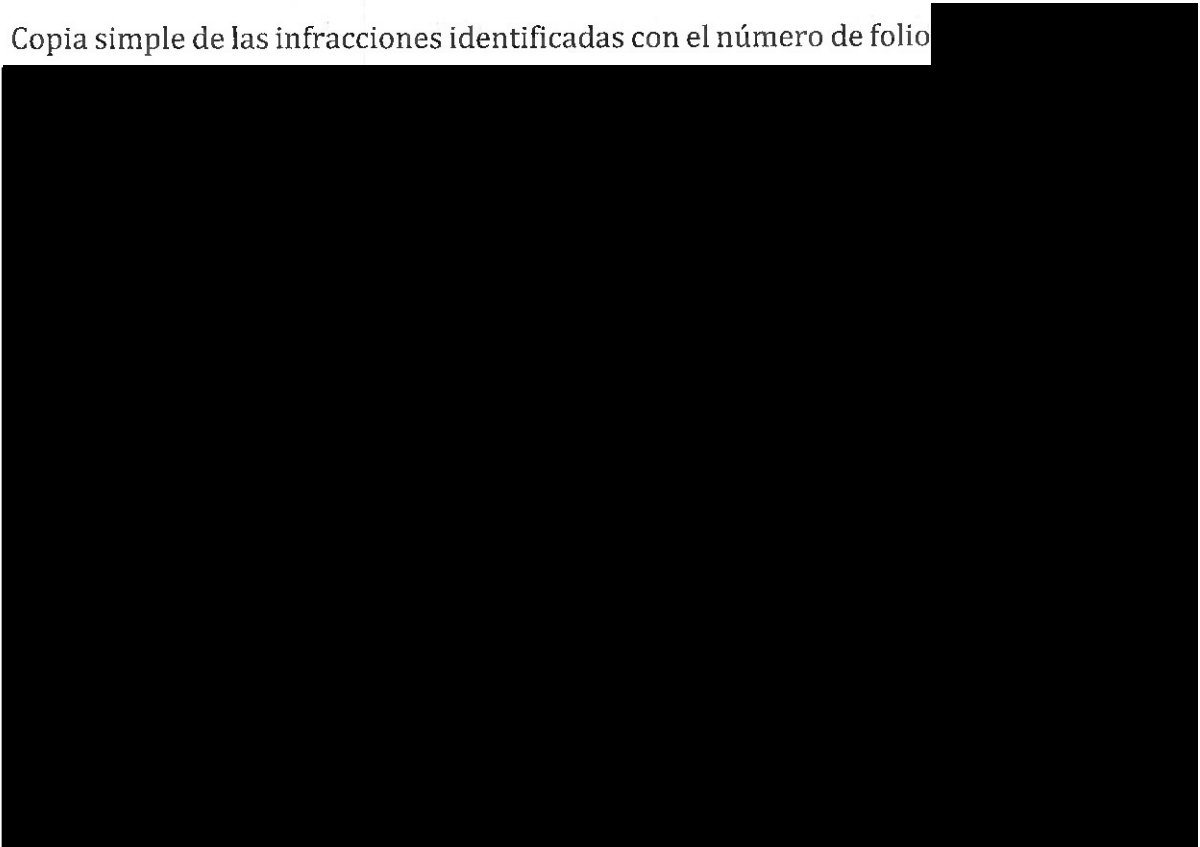 Copia simple de las infracciones identificadas con el número de folio